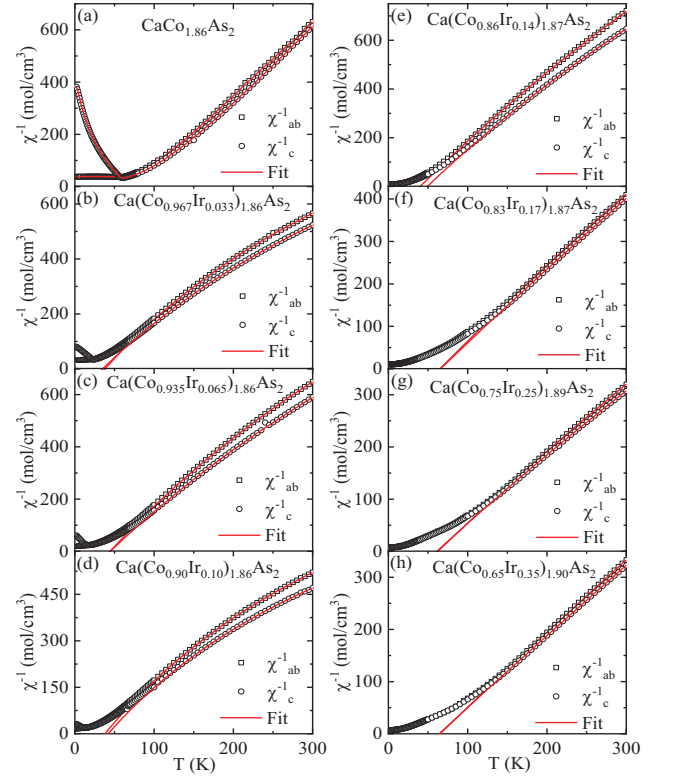 (a) CaCo₁.₈₆As₂
χ⁻¹ (mol/cm³)
600
400
200
0
χ⁻¹ab
χ⁻¹c
Fit
(b) Ca(Co₀.₉₆₇Ir₀.₀₃₃)₁.₈₆As₂
χ⁻¹ (mol/cm³)
600
400
200
0
χ⁻¹ab
χ⁻¹c
Fit
(c) Ca(Co₀.₉₃₅Ir₀.₀₆₅)₁.₈₆As₂
χ⁻¹ (mol/cm³)
600
400
200
0
χ⁻¹ab
χ⁻¹c
Fit
(d) Ca(Co₀.₉₀Ir₀.₁₀)₁.₈₆As₂
χ⁻¹ (mol/cm³)
450
300
150
0
χ⁻¹ab
χ⁻¹c
Fit
0 100 200 300
T (K)
(e) Ca(Co₀.₈₆Ir₀.₁₄)₁.₈₇As₂
χ⁻¹ (mol/cm³)
600
400
200
0
χ⁻¹ab
χ⁻¹c
Fit
(f) Ca(Co₀.₈₃Ir₀.₁₇)₁.₈₇As₂
χ⁻¹ (mol/cm³)
400
300
200
100
0
χ⁻¹ab
χ⁻¹c
Fit
(g) Ca(Co₀.₇₅Ir₀.₂₅)₁.₈₉As₂
χ⁻¹ (mol/cm³)
300
200
100
0
χ⁻¹ab
χ⁻¹c
Fit
(h) Ca(Co₀.₆₅Ir₀.₃₅)₁.₉₀As₂
χ⁻¹ (mol/cm³)
300
200
100
0
χ⁻¹ab
χ⁻¹c
Fit
0 100 200 300
T (K)